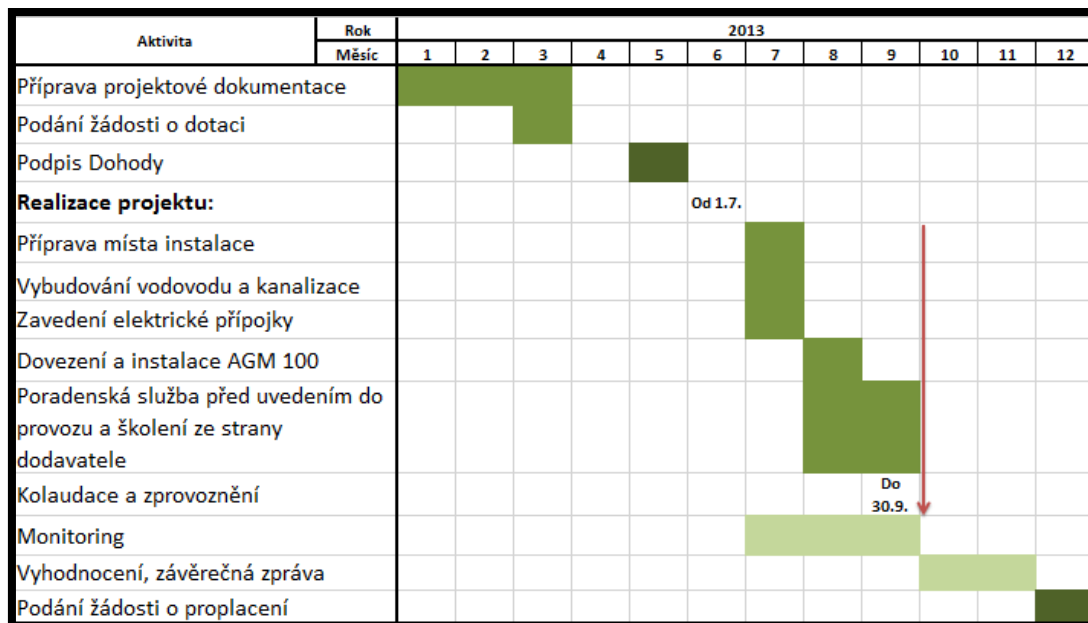 Aktivita
Rok
2013
Měsíc
1 2 3 4 5 6 7 8 9 10 11 12
Příprava projektové dokumentace
Podání žádosti o dotaci
Podpis Dohody
Realizace projektu:
Od 1.7.
Příprava místa instalace
Vybudování vodovodu a kanalizace
Zavedení elektrické přípojky
Dovezení a instalace AGM 100
Poradenská služba před uvedením do
provozu a školení ze strany
dodavatele
Kolaudace a zprovoznění
Do
30.9.
Monitoring
Vyhodnocení, závěrečná zpráva
Podání žádosti o proplacení